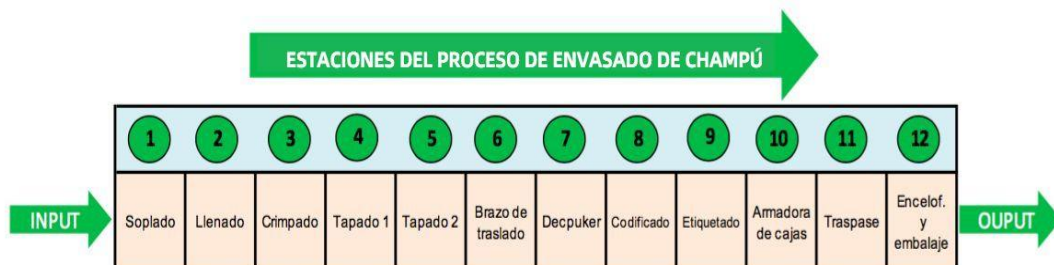 ESTACIONES DEL PROCESO DE ENVASADO DE CHAMPÚ
1 2 3 4 5 6 7 8 9 10 11 12
INPUT
Soplado
Llenado
Crimpado
Tapado 1
Tapado 2
Brazo de
traslado
Decpuker
Codificado
Etiquetado
Armadora
de cajas
Traspase
Encelof.
y
embalaje
OUPUT